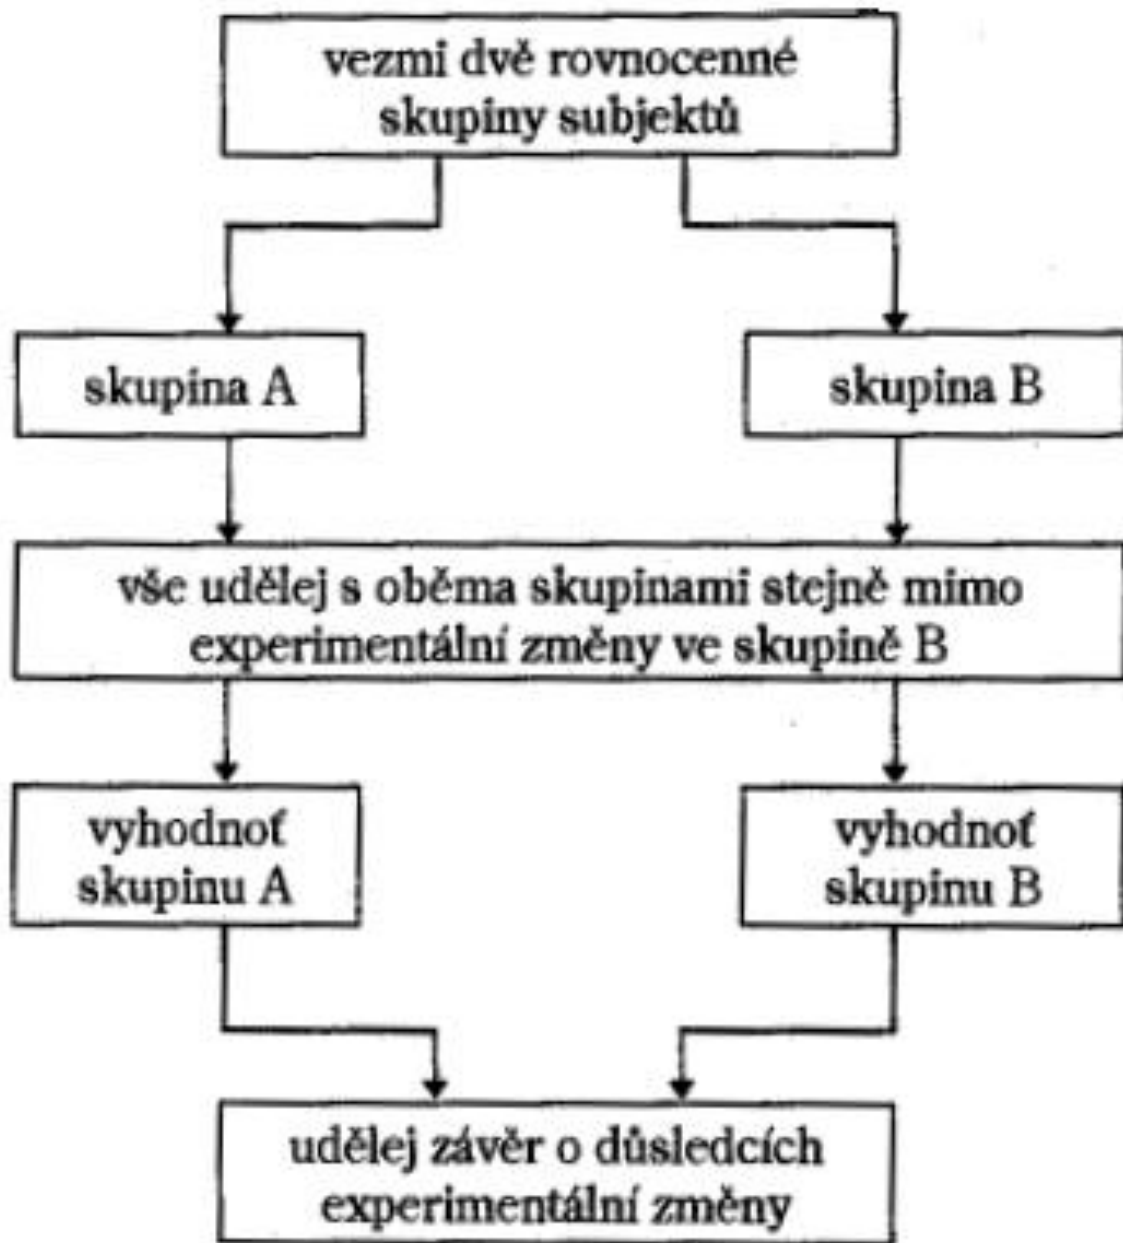 vezmi dvě rovnocenné
skupiny subjektů
skupina A
skupina B
vše udělej s oběma skupinami stejně mimo
experimentální změny ve skupině B
vyhodnoť
skupinu A
vyhodnoť
skupinu B
udělej závěr o důsledcích
experimentální změny